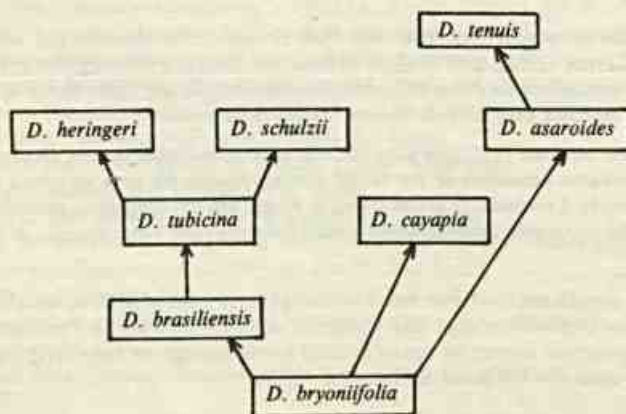 D. tenuis
D. heringeri
D. schulzii
D. asaroides
D. tubicina
D. cayapia
D. brasiliensis
D. bryoniifolia